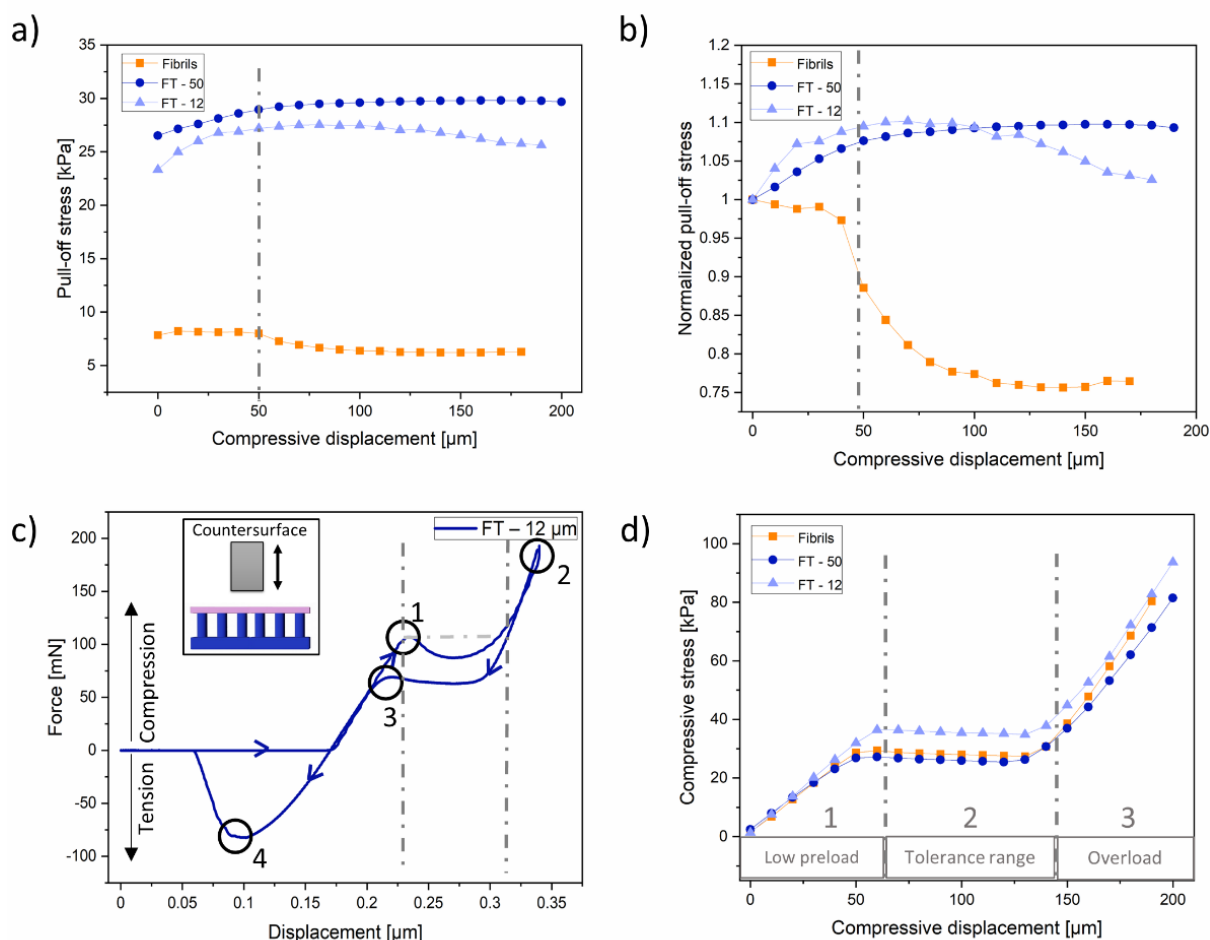 a)
35
30
25
20
15
10
5
Pull-off stress [kPa]
Fibrils
FT - 50
FT - 12
0
50
100
150
200
Compressive displacement [µm]
b)
1.2
1.15
1.1
1.05
1
0.95
0.9
0.85
0.8
0.75
Normalized pull-off stress
Fibrils
FT - 50
FT - 12
0
50
100
150
200
Compressive displacement [µm]
c)
200
150
100
50
0
-50
-100
Force [mN]
Compression
Tension
Countersurface
FT – 12 µm
1
2
3
4
0
0.05
0.1
0.15
0.2
0.25
0.3
0.35
Displacement [µm]
d)
100
80
60
40
20
0
Compressive stress [kPa]
Fibrils
FT - 50
FT - 12
1
2
3
Low preload
Tolerance range
Overload
0
50
100
150
200
Compressive displacement [µm]